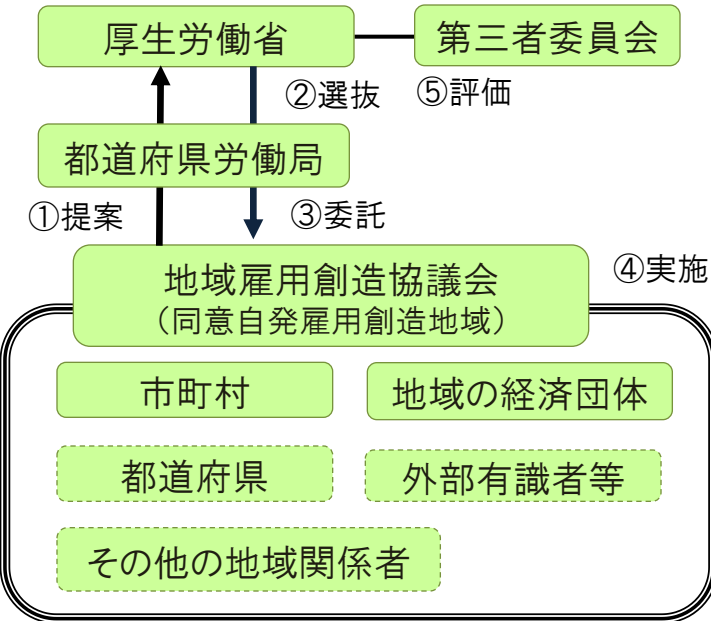 厚生労働省
第三者委員会
②選抜
⑤評価
都道府県労働局
①提案
③委託
地域雇用創造協議会
（同意自発雇用創造地域）
④実施
市町村
地域の経済団体
都道府県
外部有識者等
その他の地域関係者